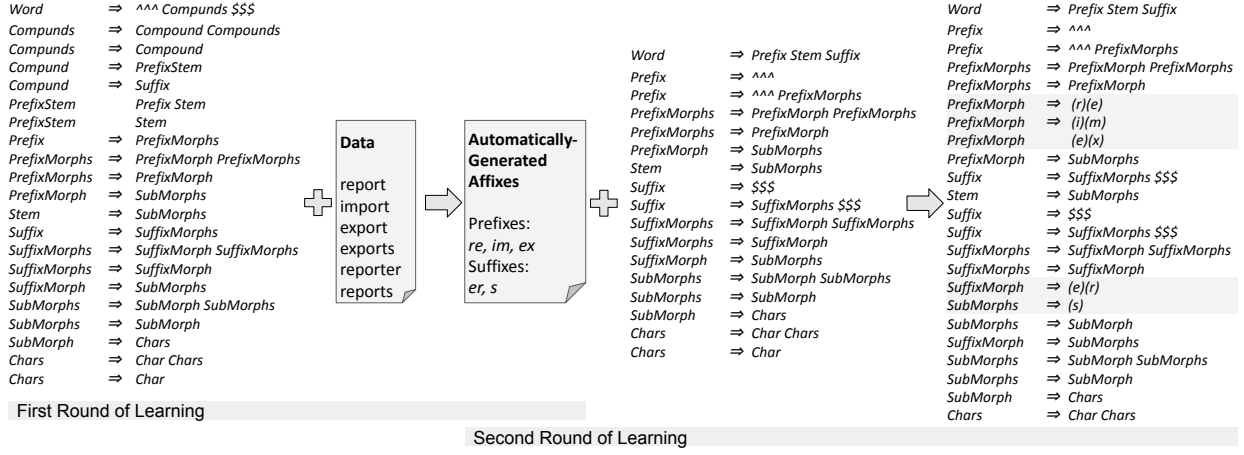 Word ⇒ ^^^ Compunds $$$
Compunds ⇒ Compound Compounds
Compunds ⇒ Compound
Compund ⇒ PrefixStem
Compund ⇒ Suffix
PrefixStem Prefix Stem
PrefixStem Stem
Prefix ⇒ PrefixMorphs
PrefixMorphs ⇒ PrefixMorph PrefixMorphs
PrefixMorphs ⇒ PrefixMorph
PrefixMorph ⇒ SubMorphs
Stem ⇒ SubMorphs
Suffix ⇒ SuffixMorphs
SuffixMorphs ⇒ SuffixMorph SuffixMorphs
SuffixMorphs ⇒ SuffixMorph
SuffixMorph ⇒ SubMorphs
SubMorphs ⇒ SubMorph SubMorphs
SubMorphs ⇒ SubMorph
SubMorph ⇒ Chars
Chars ⇒ Char Chars
Chars ⇒ Char
First Round of Learning
Data
report
import
export
exports
reporter
reports
Automatically-
Generated
Affixes
Prefixes:
re, im, ex
Suffixes:
er, s
Word ⇒ Prefix Stem Suffix
Prefix ⇒ ^^^
Prefix ⇒ ^^^ PrefixMorphs
PrefixMorphs ⇒ PrefixMorph PrefixMorphs
PrefixMorphs ⇒ PrefixMorph
PrefixMorph ⇒ SubMorphs
Stem ⇒ SubMorphs
Suffix ⇒ $$$
Suffix ⇒ SuffixMorphs $$$
SuffixMorphs ⇒ SuffixMorph SuffixMorphs
SuffixMorphs ⇒ SuffixMorph
SuffixMorph ⇒ SubMorphs
SubMorphs ⇒ SubMorph SubMorphs
SubMorphs ⇒ SubMorph
SubMorph ⇒ Chars
Chars ⇒ Char Chars
Chars ⇒ Char
Word ⇒ Prefix Stem Suffix
Prefix ⇒ ^^^
Prefix ⇒ ^^^ PrefixMorphs
PrefixMorphs ⇒ PrefixMorph PrefixMorphs
PrefixMorphs ⇒ PrefixMorph
PrefixMorph ⇒ (r)(e)
PrefixMorph ⇒ (i)(m)
PrefixMorph (e)(x)
PrefixMorph ⇒ SubMorphs
Suffix ⇒ SuffixMorphs $$$
Stem ⇒ SubMorphs
Suffix ⇒ $$$
Suffix ⇒ SuffixMorphs $$$
SuffixMorphs ⇒ SuffixMorph SuffixMorphs
SuffixMorphs ⇒ SuffixMorph
SuffixMorph ⇒ (e)(r)
SubMorphs ⇒ (s)
SubMorphs ⇒ SubMorph
SuffixMorph ⇒ SubMorphs
SubMorphs ⇒ SubMorph SubMorphs
SubMorphs ⇒ SubMorph
SubMorph ⇒ Chars
Chars ⇒ Char Chars
Second Round of Learning